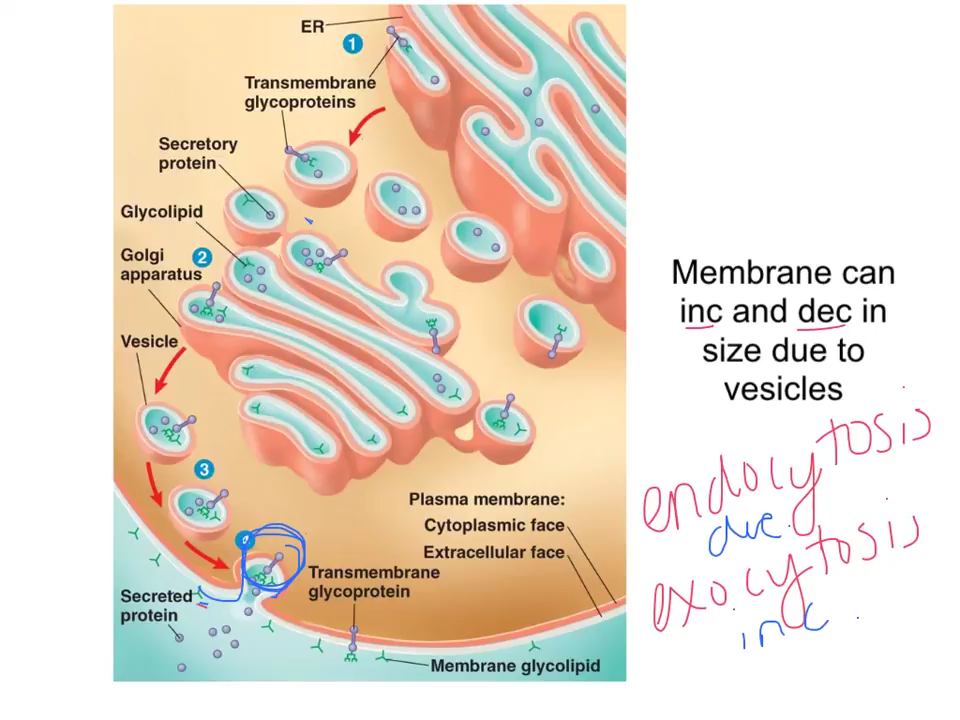 ER
1
Transmembrane
glycoproteins
Secretory
protein
Glycolipid
Golgi
apparatus
2
Vesicle
3
Plasma membrane:
Cytoplasmic face
Extracellular face
Transmembrane
glycoprotein
Secreted
protein
Membrane glycolipid
Membrane can
inc and dec in
size due to
vesicles
endocytosis
exocytosis
inc